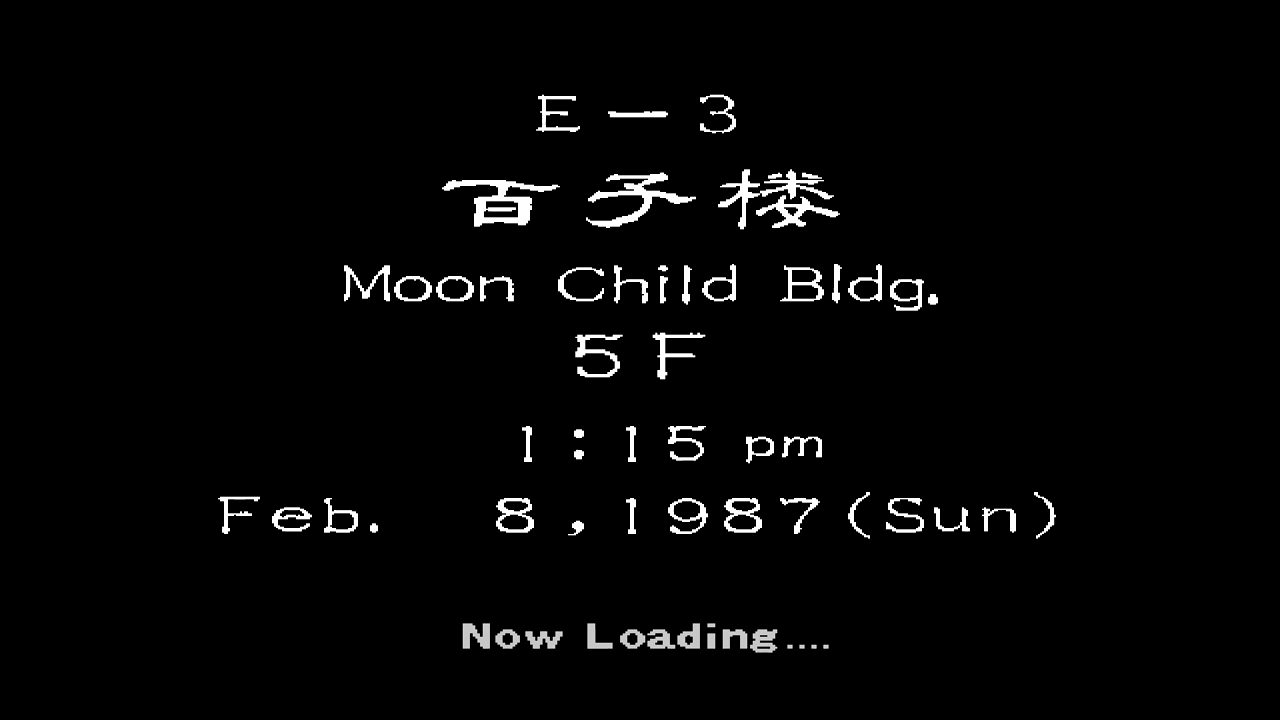 E－3
百子楼
Moon Child Bldg.
5F
1:15 pm
Feb. 8,1987(Sun)
Now Loading....